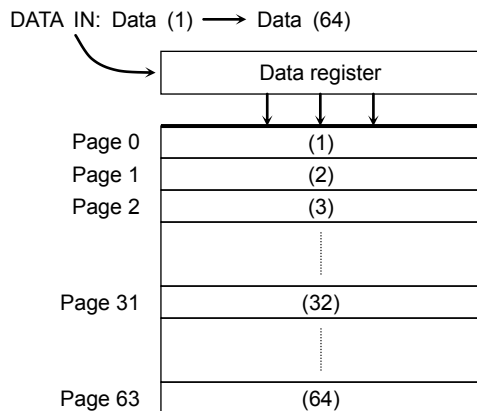 DATA IN: Data (1) Data (64)
Data register
Page 0 (1)
Page 1 (2)
Page 2 (3)
Page 31 (32)
Page 63 (64)